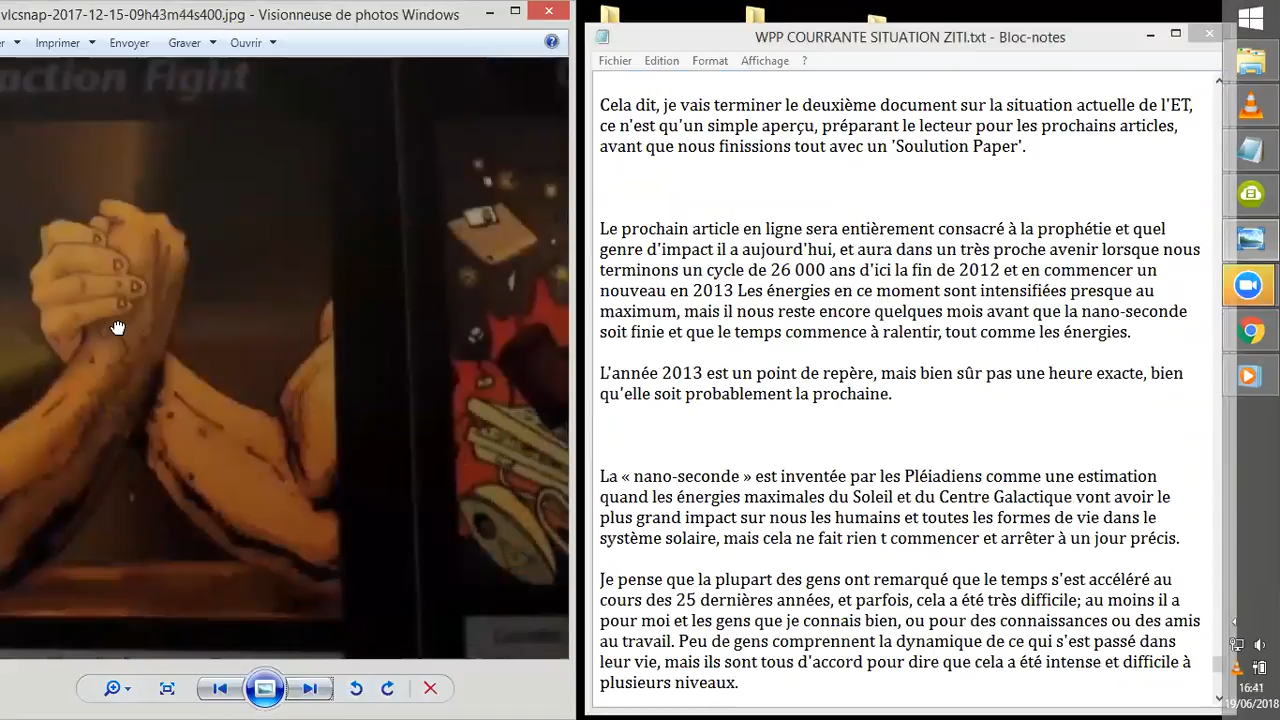 vlcsnap-2017-12-15-09h43m44s400.jpg - Visionneuse de photos Windows
Imprimer Envoyer Graver Ouvrir
WPP COURRANTE SITUATION ZITI.txt - Bloc-notes
Fichier Edition Format Affichage ?
Cela dit, je vais terminer le deuxième document sur la situation actuelle de l'ET,
ce n'est qu'un simple aperçu, préparant le lecteur pour les prochains articles,
avant que nous finissions tout avec un 'Soulution Paper'.
Le prochain article en ligne sera entièrement consacré à la prophétie et quel
genre d'impact il a aujourd'hui, et aura dans un très proche avenir lorsque nous
terminons un cycle de 26 000 ans d'ici la fin de 2012 et en commencer un
nouveau en 2013 Les énergies en ce moment sont intensifiées presque au
maximum, mais il nous reste encore quelques mois avant que la nano-seconde
soit finie et que le temps commence à ralentir, tout comme les énergies.
L'année 2013 est un point de repère, mais bien sûr pas une heure exacte, bien
qu'elle soit probablement la prochaine.
La « nano-seconde » est inventée par les Pléiadiens comme une estimation
quand les énergies maximales du Soleil et du Centre Galactique vont avoir le
plus grand impact sur nous les humains et toutes les formes de vie dans le
système solaire, mais cela ne fait rien t commencer et arrêter à un jour précis.
Je pense que la plupart des gens ont remarqué que le temps s'est accéléré au
cours des 25 dernières années, et parfois, cela a été très difficile; au moins il a
pour moi et les gens que je connais bien, ou pour des connaissances ou des amis
au travail. Peu de gens comprennent la dynamique de ce qui s'est passé dans
leur vie, mais ils sont tous d'accord pour dire que cela a été intense et difficile à
plusieurs niveaux.
16:41
19/06/2018